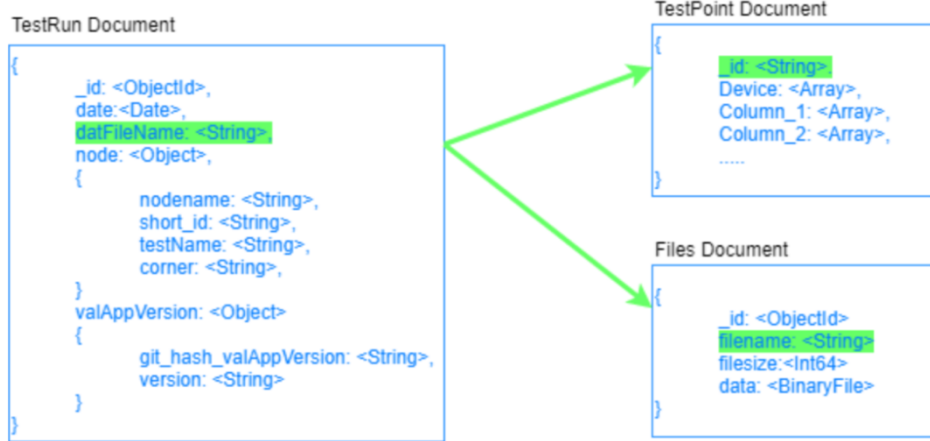 TestRun Document
{
_id: <ObjectId>,
date:<Date>,
datFileName: <String>,
node: <Object>,
{
nodename: <String>,
short_id: <String>,
testName: <String>,
corner: <String>,
}
valAppVersion: <Object>
{
git_hash_valAppVersion: <String>,
version: <String>
}
}
TestPoint Document
{
_id: <String>.
Device: <Array>,
Column_1: <Array>,
Column_2: <Array>,
.....
}
Files Document
{
_id: <ObjectId>
filename: <String>
filesize:<Int64>
data: <BinaryFile>
}